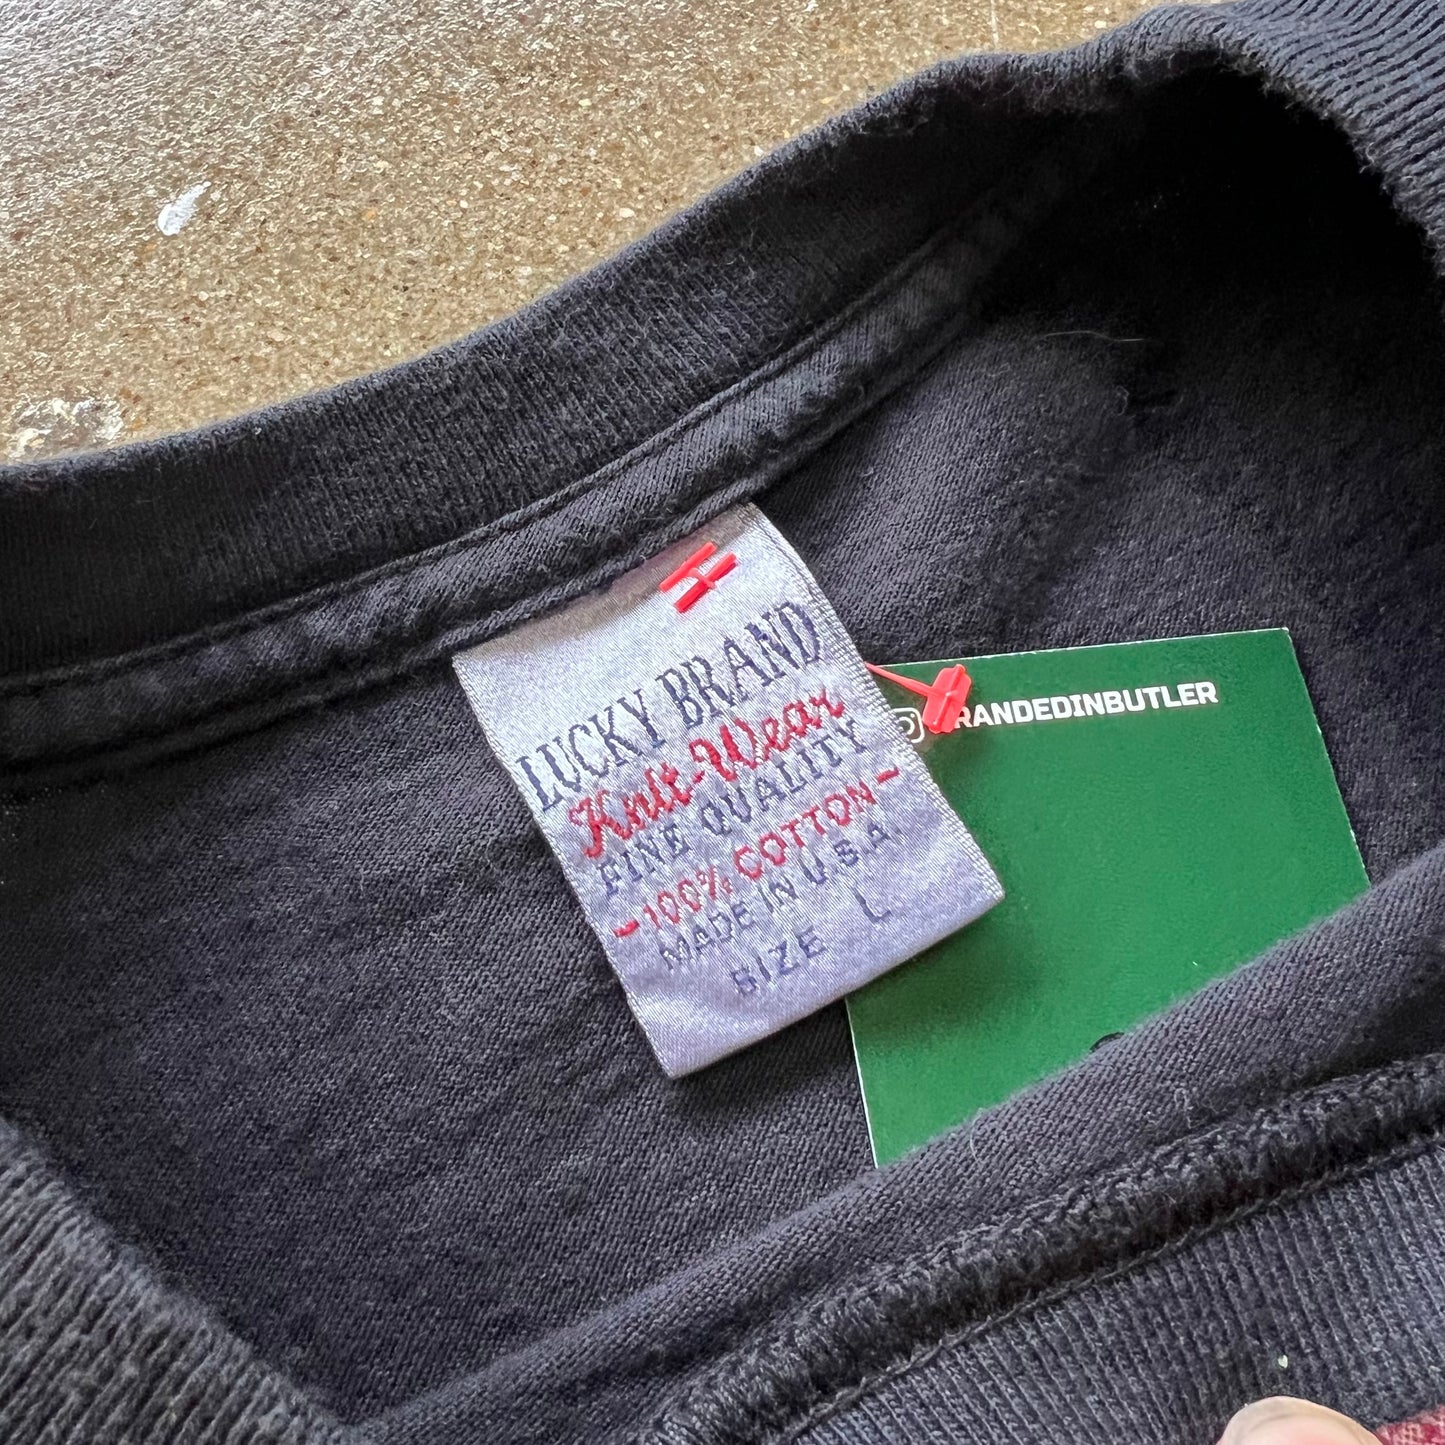 LUCKY BRAND
Knit-Wear
FINE QUALITY
-100% COTTON-
MADE IN U.S.A.
SIZE L
RANDEDINBUTLER